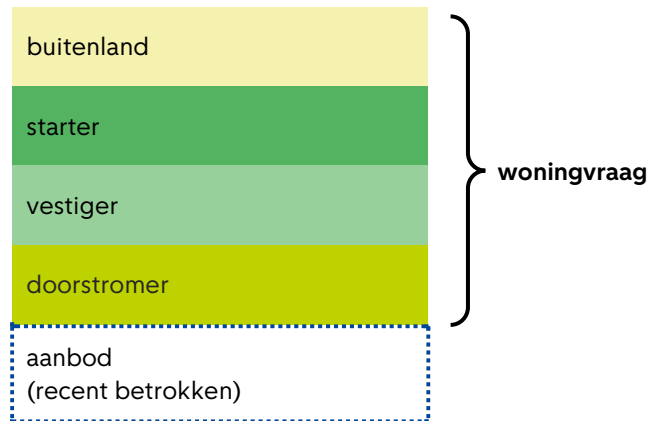 buitenland
starter
woningvraag
vestiger
doorstromer
aanbod
(recent betrokken)